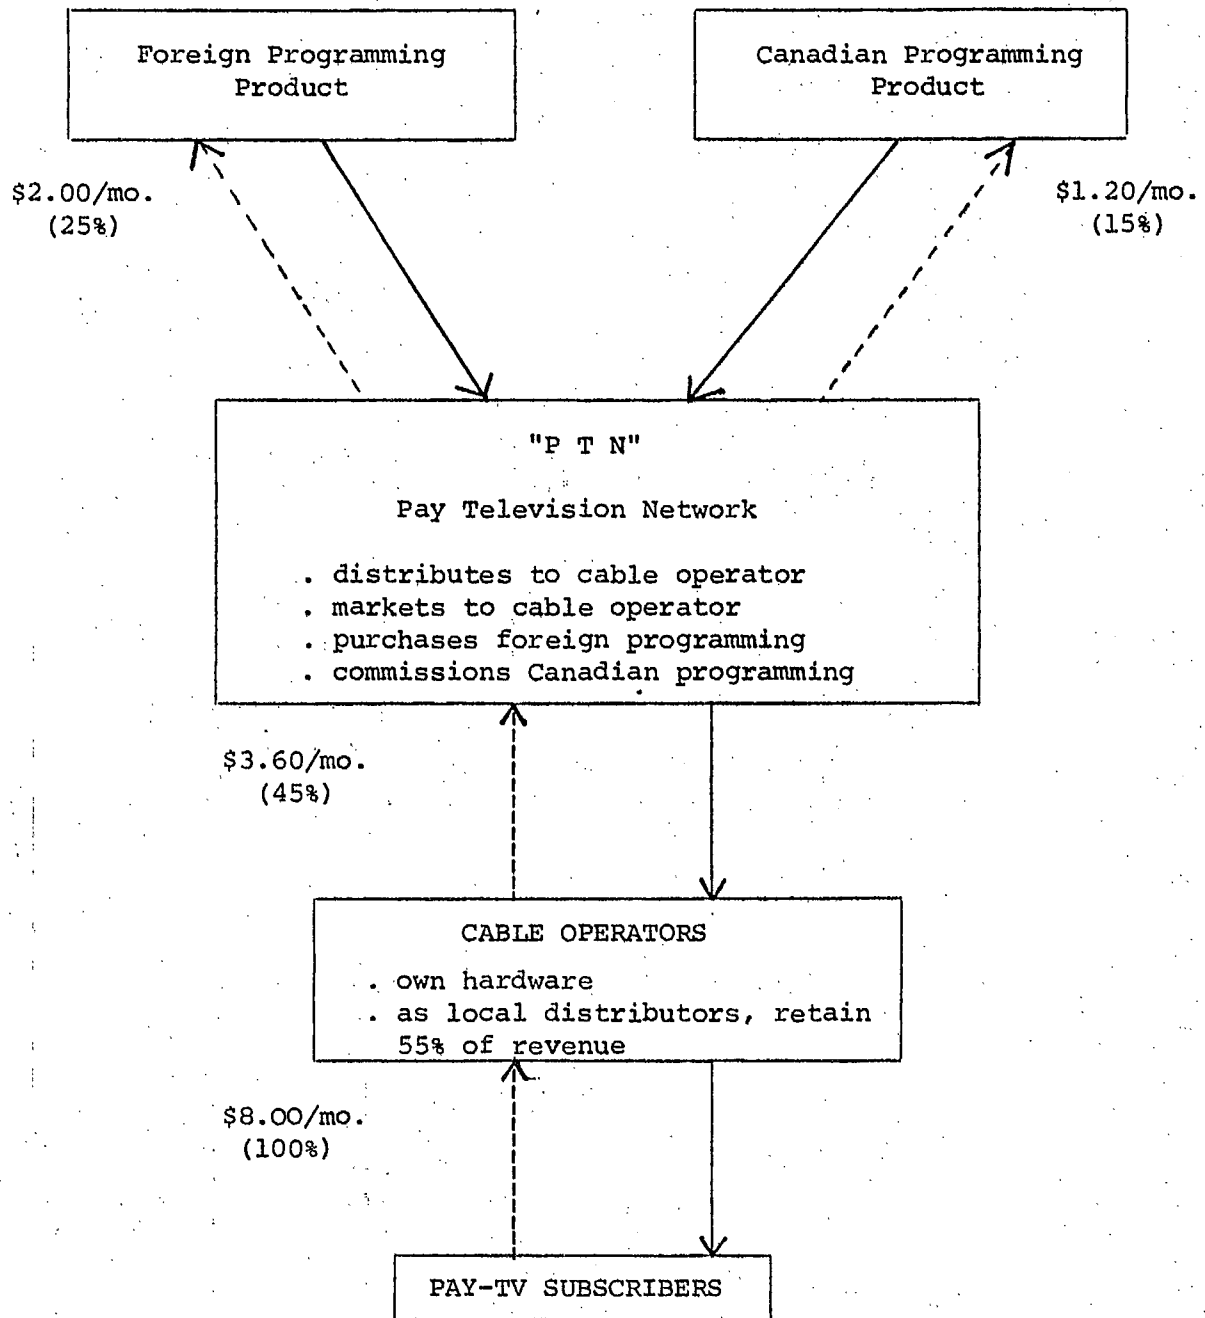 Foreign Programming
Product
Canadian Programming
Product
$2.00/mo.
(25%)
$1.20/mo.
(15%)
"P T N"
Pay Television Network
. distributes to cable operator
. markets to cable operator
. purchases foreign programming
. commissions Canadian programming
$3.60/mo.
(45%)
CABLE OPERATORS
. own hardware
. as local distributors, retain
55% of revenue
$8.00/mo.
(100%)
PAY-TV SUBSCRIBERS